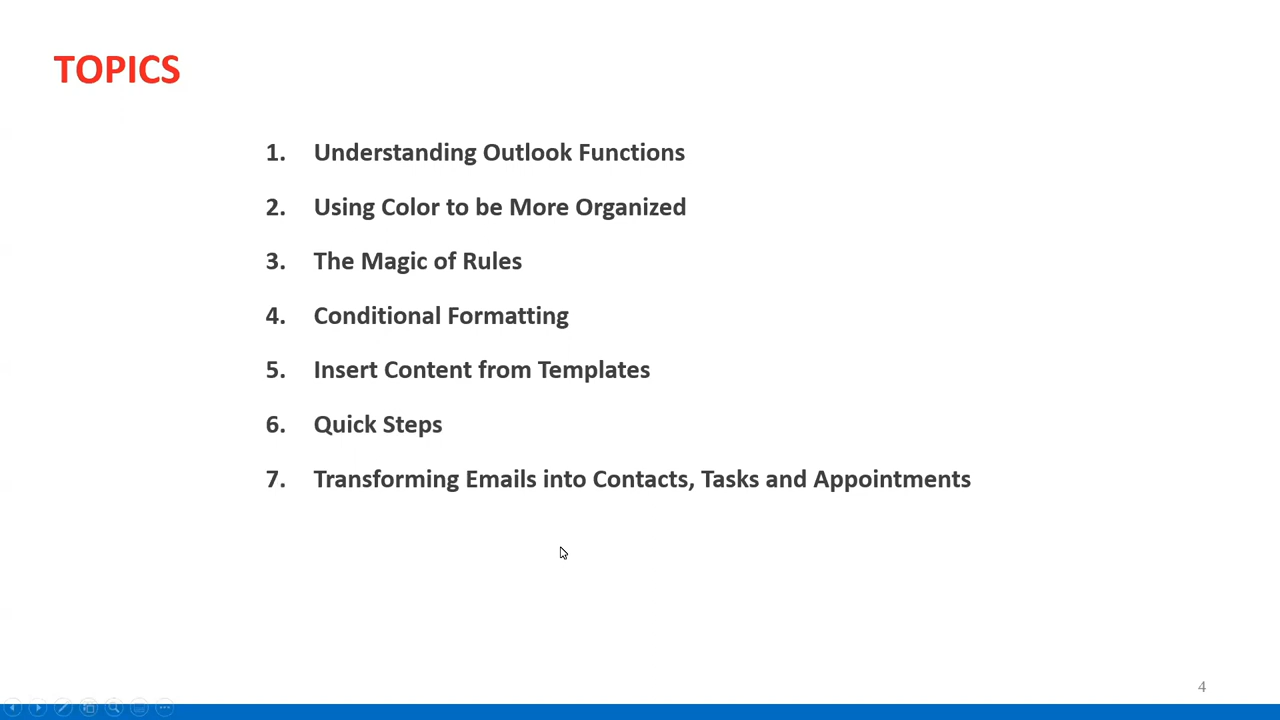 TOPICS
1. Understanding Outlook Functions
2. Using Color to be More Organized
3. The Magic of Rules
4. Conditional Formatting
5. Insert Content from Templates
6. Quick Steps
7. Transforming Emails into Contacts, Tasks and Appointments
4